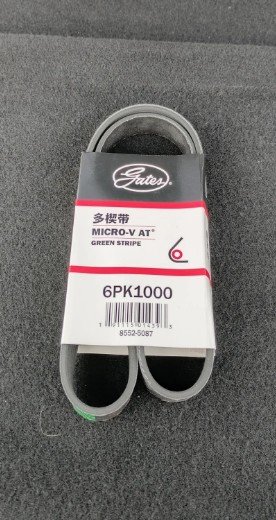 Gates®
多楔带
MICRO-V AT®
GREEN STRIPE
6PK1000
8552-5087